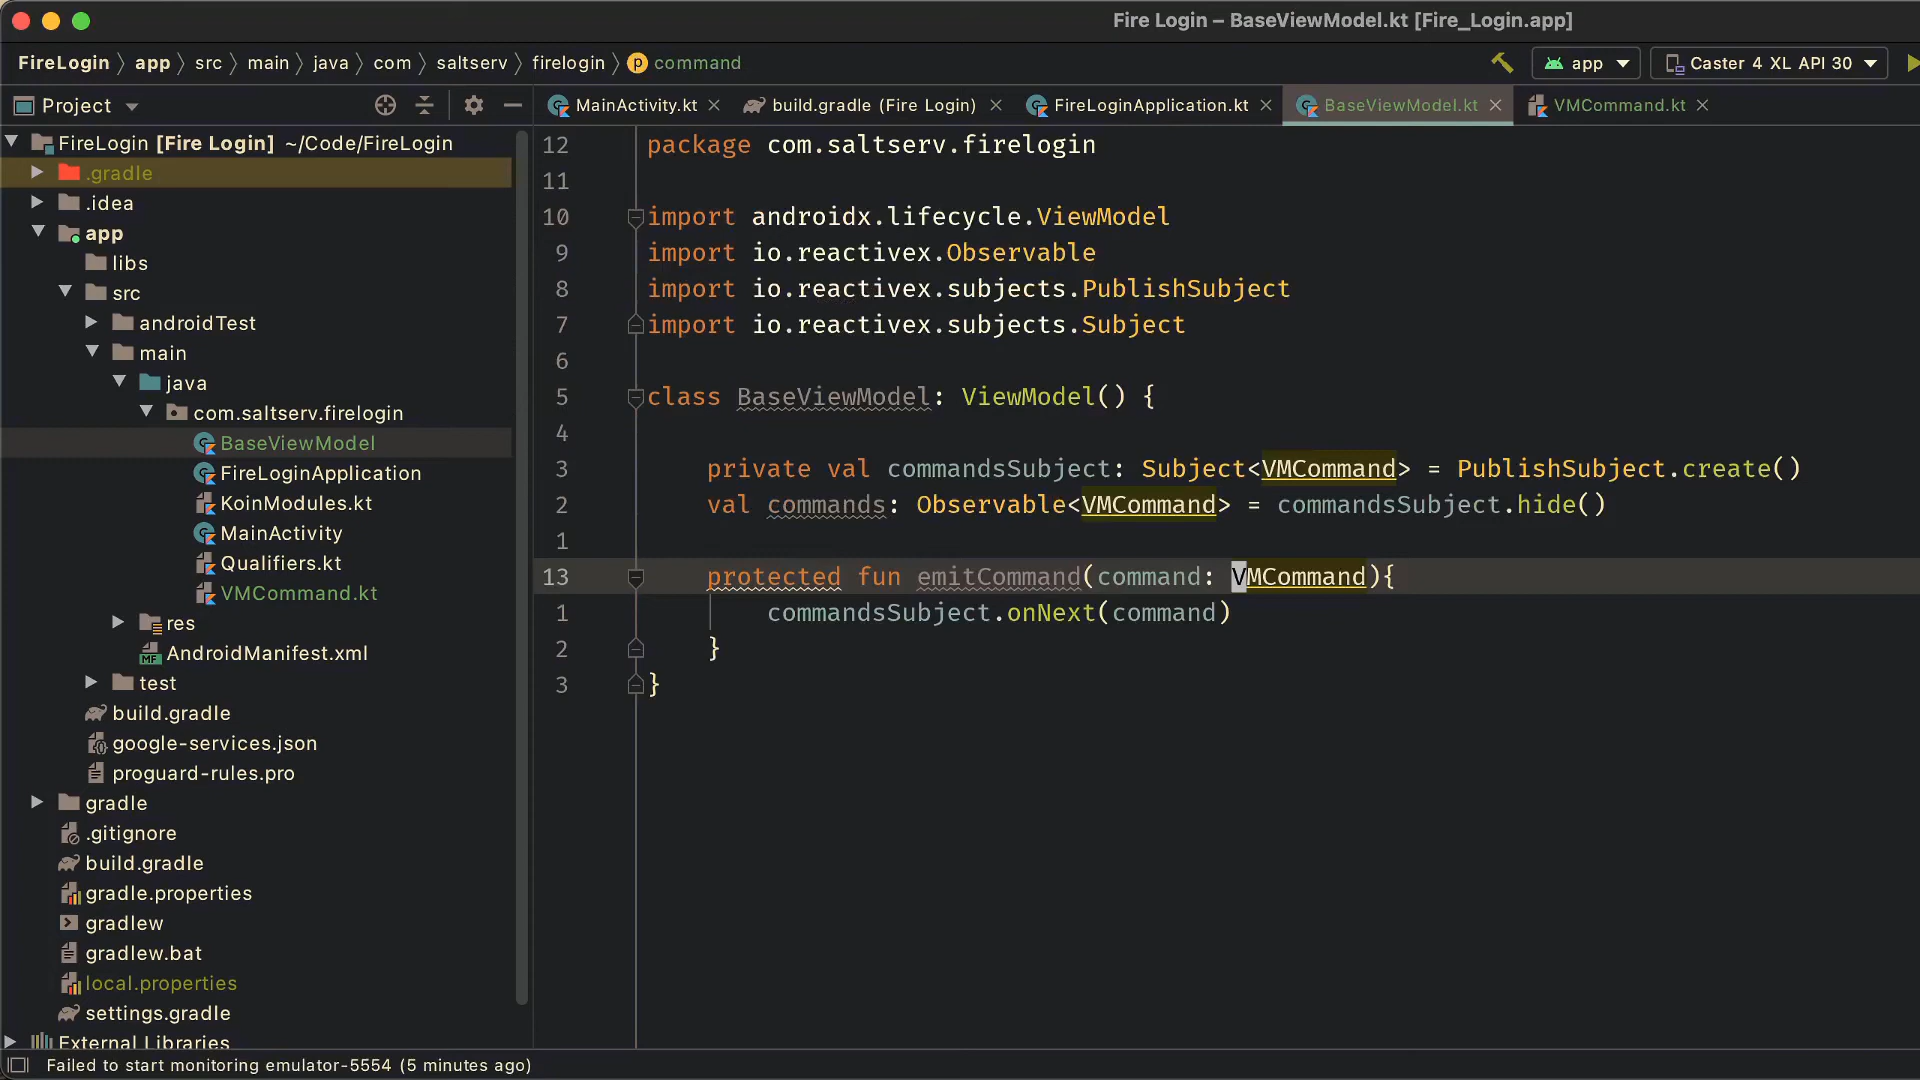 Fire Login – BaseViewModel.kt [Fire_Login.app]
FireLogin 〉 app 〉 src 〉 main 〉 java 〉 com 〉 saltserv 〉 firelogin 〉 p command
app
Caster 4 XL API 30
Project
MainActivity.kt
build.gradle (Fire Login)
FireLoginApplication.kt
BaseViewModel.kt
VMCommand.kt
FireLogin [Fire Login] ~/Code/FireLogin
.gradle
.idea
app
libs
src
androidTest
main
java
com.saltserv.firelogin
BaseViewModel
FireLoginApplication
KoinModules.kt
MainActivity
Qualifiers.kt
VMCommand.kt
res
MF AndroidManifest.xml
test
build.gradle
google-services.json
proguard-rules.pro
gradle
.gitignore
build.gradle
gradle.properties
gradlew
gradlew.bat
local.properties
settings.gradle
External Libraries
12 package com.saltserv.firelogin
11
10 import androidx.lifecycle.ViewModel
9 import io.reactivex.Observable
8 import io.reactivex.subjects.PublishSubject
7 import io.reactivex.subjects.Subject
6
5 class BaseViewModel: ViewModel() {
4
3 private val commandsSubject: Subject<VMCommand> = PublishSubject.create()
2 val commands: Observable<VMCommand> = commandsSubject.hide()
1
13 protected fun emitCommand(command: VMCommand){
1 commandsSubject.onNext(command)
2 }
3 }
Failed to start monitoring emulator-5554 (5 minutes ago)